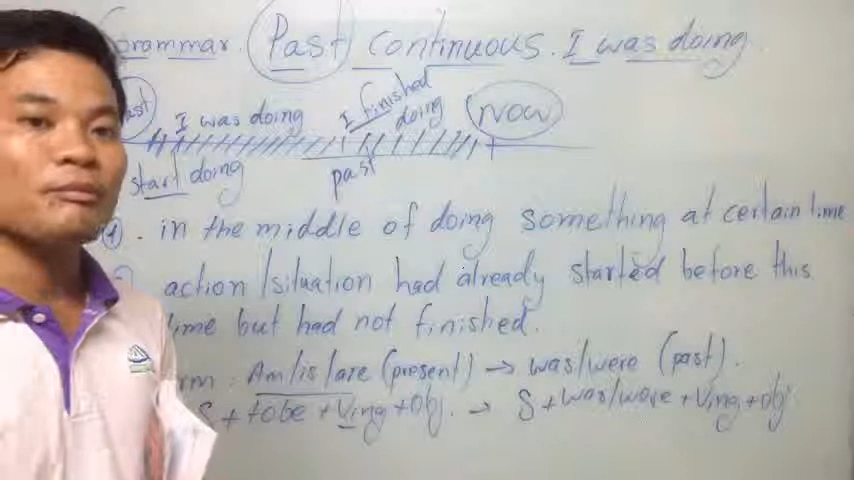 Grammar. Past continuous. I was doing
I was doing I finished doing Now
start doing past
(1). in the middle of doing something at certain time
action/situation had already started before this
time but had not finished.
Am/is/are (present) → was/were (past).
S + tobe + Ving + obj. → S + was/were + Ving + obj